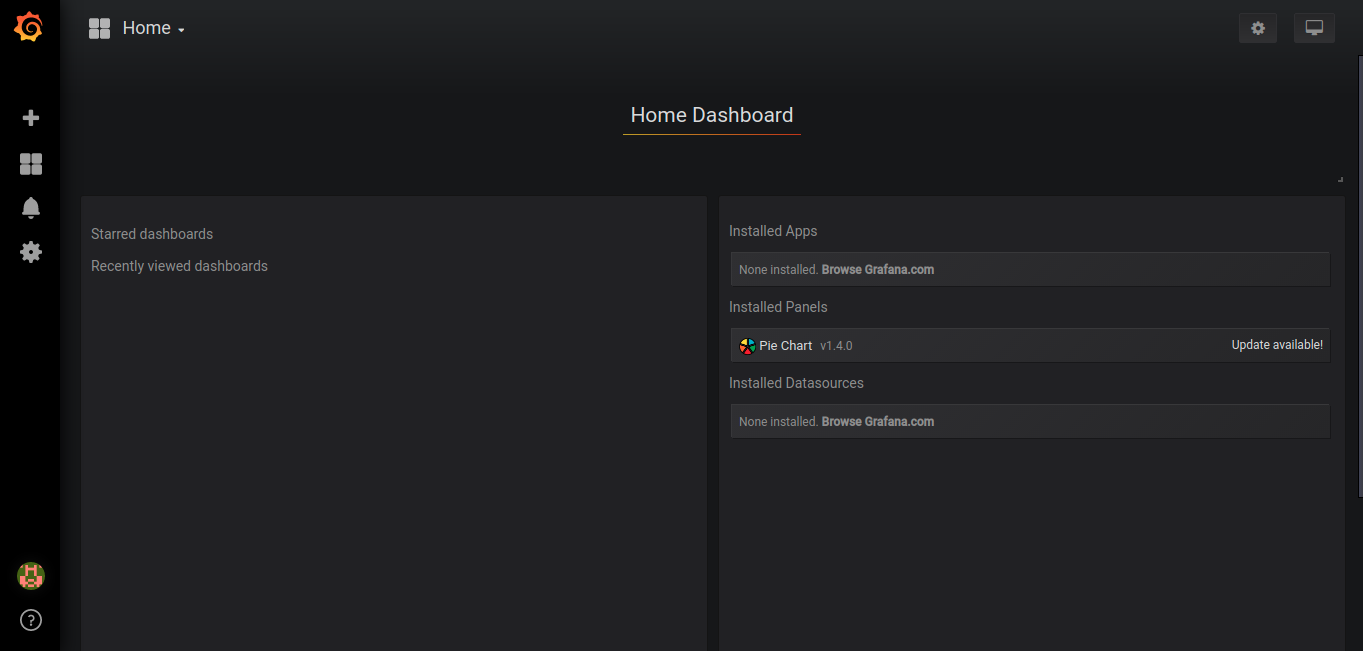 Home
Home Dashboard
Starred dashboards
Recently viewed dashboards
Installed Apps
None installed. Browse Grafana.com
Installed Panels
Pie Chart v1.4.0 Update available!
Installed Datasources
None installed. Browse Grafana.com
?